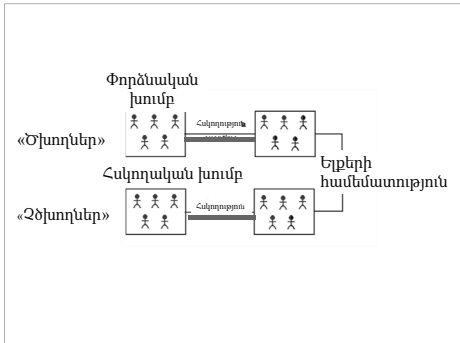 Փորձնական
խումբ
Հսկողություն
«Ծխողներ»
Ելքերի
համեմատություն
Հսկողական խումբ
Հսկողություն
«Չծխողներ»